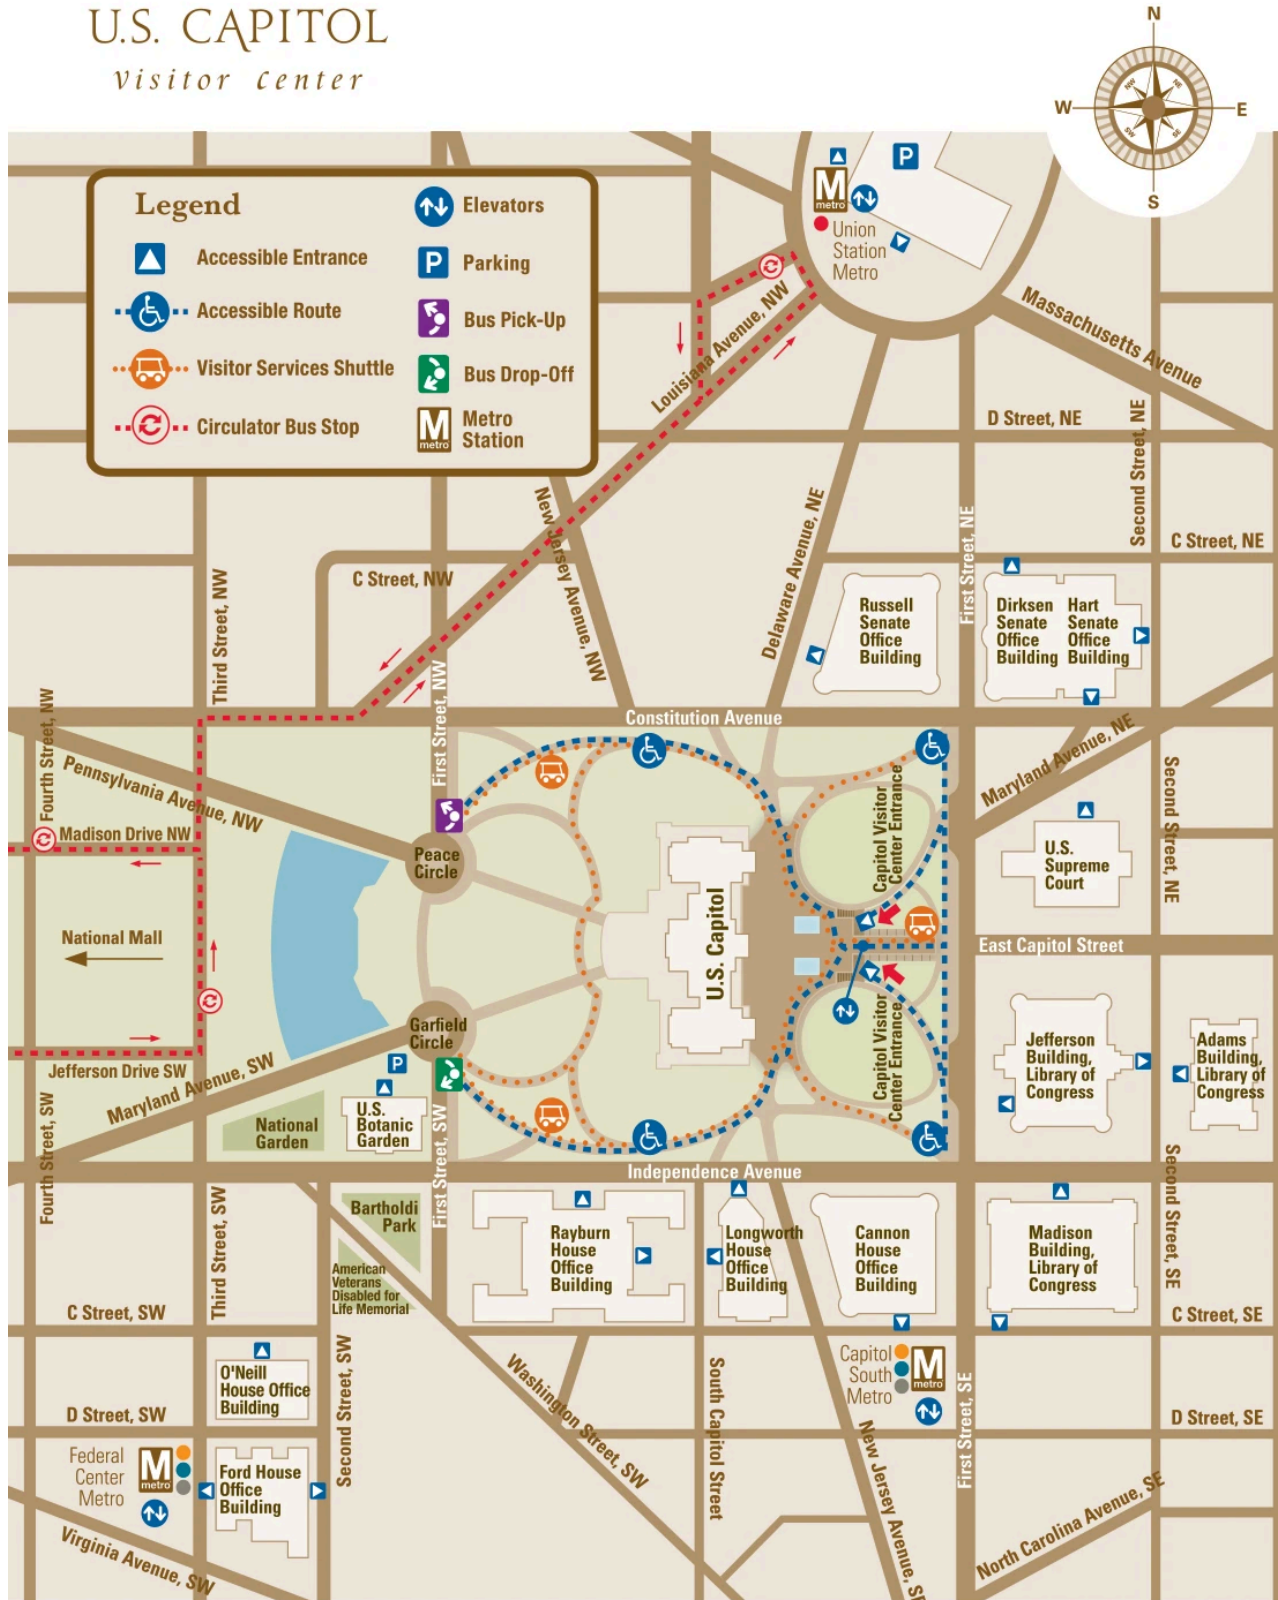 U.S. CAPITOL
Visitor Center
N
W
E
S
NW
NE
SW
SE
Legend
Accessible Entrance
Accessible Route
Visitor Services Shuttle
Circulator Bus Stop
Elevators
P
Parking
Bus Pick-Up
Bus Drop-Off
M
metro
Metro
Station
P
M
metro
Union
Station
Metro
Massachusetts Avenue
Louisiana Avenue, NW
D Street, NE
Second Street, NE
New Jersey Avenue, NW
Delaware Avenue, NE
First Street, NE
C Street, NE
C Street, NW
Third Street, NW
Russell
Senate
Office
Building
Dirksen
Senate
Office
Building
Hart
Senate
Office
Building
First Street, NW
Fourth Street, NW
Constitution Avenue
Maryland Avenue, NE
Pennsylvania Avenue, NW
Madison Drive NW
Peace
Circle
Capitol Visitor
Center Entrance
U.S.
Supreme
Court
Second Street, NE
National Mall
U.S. Capitol
East Capitol Street
Garfield
Circle
Capitol Visitor
Center Entrance
Jefferson
Building,
Library of
Congress
Adams
Building,
Library of
Congress
Jefferson Drive SW
Maryland Avenue, SW
P
U.S.
Botanic
Garden
National
Garden
Fourth Street, SW
First Street, SW
Independence Avenue
Second Street, SE
Third Street, SW
Bartholdi
Park
American
Veterans
Disabled for
Life Memorial
Rayburn
House
Office
Building
Longworth
House
Office
Building
Cannon
House
Office
Building
Madison
Building,
Library of
Congress
C Street, SW
C Street, SE
O'Neill
House Office
Building
Second Street, SW
Washington Street, SW
South Capitol Street
Capitol
South
Metro
M
metro
First Street, SE
D Street, SW
D Street, SE
New Jersey Avenue, SE
Federal
Center
Metro
M
metro
Ford House
Office
Building
Virginia Avenue, SW
North Carolina Avenue, SE